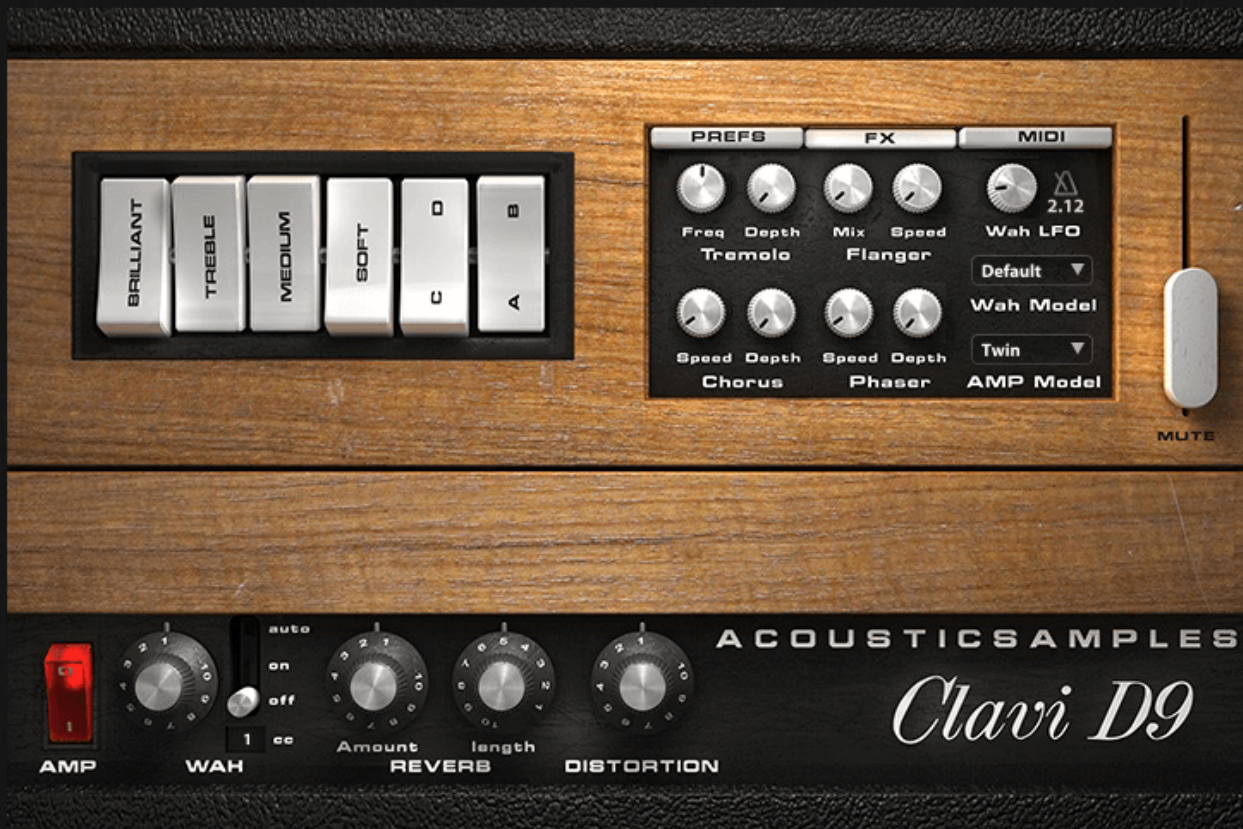 BRILLIANT
TREBLE
MEDIUM
SOFT
D
C
B
A
PREFS FX MIDI
2.12
Freq Depth Mix Speed Wah LFO
Tremolo Flanger
Default
Wah Model
Twin
Speed Depth Speed Depth
Chorus Phaser AMP Model
MUTE
auto
on
off
1 cc
Amount length
AMP WAH REVERB DISTORTION
ACOUSTICSAMPLES
Clavi D9